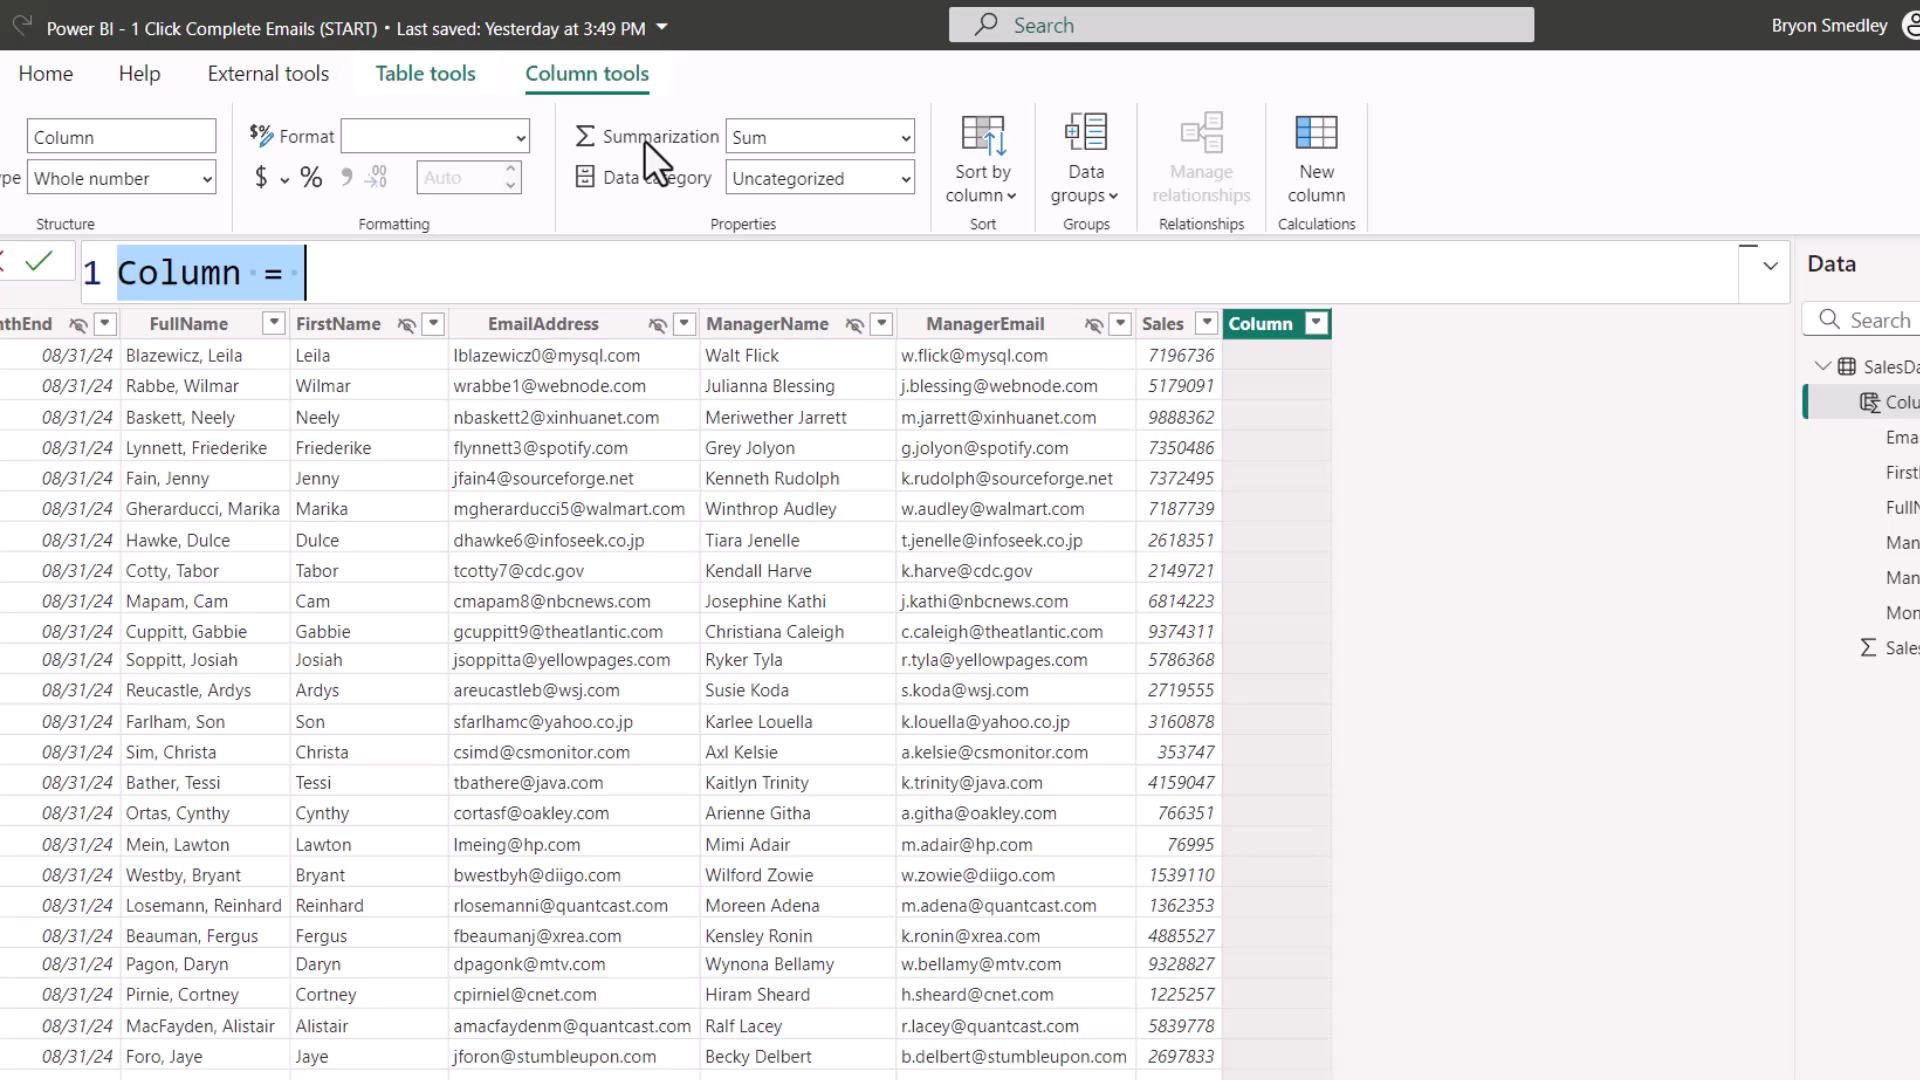 Power BI - 1 Click Complete Emails (START) • Last saved: Yesterday at 3:49 PM
Search
Bryon Smedley
Home Help External tools Table tools Column tools
Column
Format
Summarization Sum
Whole number
$ % Auto
Data category Uncategorized
Sort by column
Data groups
Manage relationships
New column
Structure Formatting Properties Sort Groups Relationships Calculations
1 Column =
Data
Search
FullName FirstName EmailAddress ManagerName ManagerEmail Sales Column
08/31/24 Blazewicz, Leila Leila lblazewicz0@mysql.com Walt Flick w.flick@mysql.com 7196736
08/31/24 Rabbe, Wilmar Wilmar wrabbe1@webnode.com Julianna Blessing j.blessing@webnode.com 5179091
08/31/24 Baskett, Neely Neely nbaskett2@xinhuanet.com Meriwether Jarrett m.jarrett@xinhuanet.com 9888362
08/31/24 Lynnett, Friederike Friederike flynnett3@spotify.com Grey Jolyon g.jolyon@spotify.com 7350486
08/31/24 Fain, Jenny Jenny jfain4@sourceforge.net Kenneth Rudolph k.rudolph@sourceforge.net 7372495
08/31/24 Gherarducci, Marika Marika mgherarducci5@walmart.com Winthrop Audley w.audley@walmart.com 7187739
08/31/24 Hawke, Dulce Dulce dhawke6@infoseek.co.jp Tiara Jenelle t.jenelle@infoseek.co.jp 2618351
08/31/24 Cotty, Tabor Tabor tcotty7@cdc.gov Kendall Harve k.harve@cdc.gov 2149721
08/31/24 Mapam, Cam Cam cmapam8@nbcnews.com Josephine Kathi j.kathi@nbcnews.com 6814223
08/31/24 Cuppitt, Gabbie Gabbie gcuppitt9@theatlantic.com Christiana Caleigh c.caleigh@theatlantic.com 9374311
08/31/24 Soppitt, Josiah Josiah jsoppitta@yellowpages.com Ryker Tyla r.tyla@yellowpages.com 5786368
08/31/24 Reucastle, Ardys Ardys areucastleb@wsj.com Susie Koda s.koda@wsj.com 2719555
08/31/24 Farlham, Son Son sfarlhamc@yahoo.co.jp Karlee Louella k.louella@yahoo.co.jp 3160878
08/31/24 Sim, Christa Christa csimd@csmonitor.com Axl Kelsie a.kelsie@csmonitor.com 353747
08/31/24 Bather, Tessi Tessi tbathere@java.com Kaitlyn Trinity k.trinity@java.com 4159047
08/31/24 Ortas, Cynthy Cynthy cortasf@oakley.com Arienne Githa a.githa@oakley.com 766351
08/31/24 Mein, Lawton Lawton lmeing@hp.com Mimi Adair m.adair@hp.com 76995
08/31/24 Westby, Bryant Bryant bwestbyh@diigo.com Wilford Zowie w.zowie@diigo.com 1539110
08/31/24 Losemann, Reinhard Reinhard rlosemanni@quantcast.com Moreen Adena m.adena@quantcast.com 1362353
08/31/24 Beauman, Fergus Fergus fbeaumanj@xrea.com Kensley Ronin k.ronin@xrea.com 4885527
08/31/24 Pagon, Daryn Daryn dpagonk@mtv.com Wynona Bellamy w.bellamy@mtv.com 9328827
08/31/24 Pirnie, Cortney Cortney cpirniel@cnet.com Hiram Sheard h.sheard@cnet.com 1225257
08/31/24 MacFayden, Alistair Alistair amacfaydenm@quantcast.com Ralf Lacey r.lacey@quantcast.com 5839778
08/31/24 Foro, Jaye Jaye jforon@stumbleupon.com Becky Delbert b.delbert@stumbleupon.com 2697833